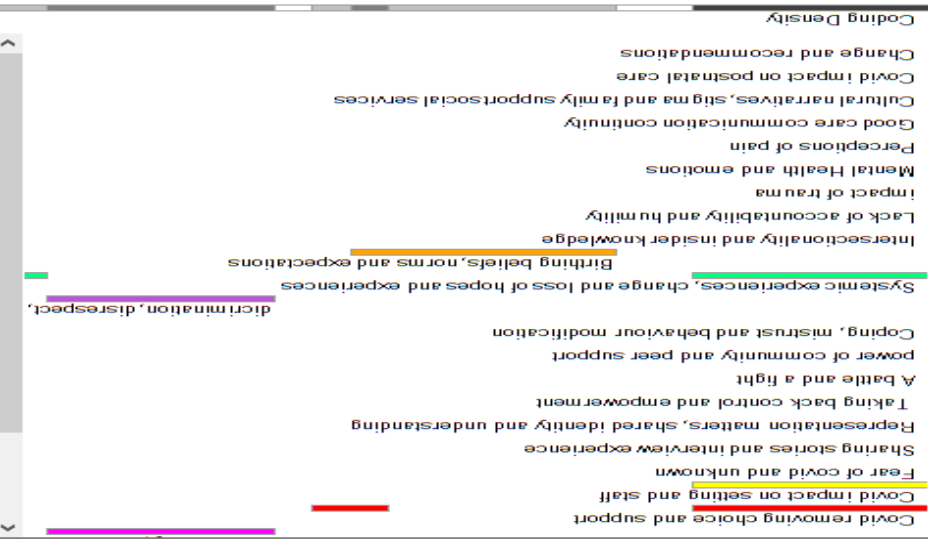 Covid removing choice and support
Covid impact on setting and staff
Fear of covid and unknown
Sharing stories and interview experience
Representation matters, shared identity and understanding
Taking back control and empowerment
A battle and a fight
power of community and peer support
Coping, mistrust and behaviour modification
dicrimination, disrision, disrespect,
Systemic experiences, change and loss of hopes and experiences
Birthing beliefs, norms and expectations
Intersectionality and insider knowledge
Lack of accountability and humility
impact of trauma
Mental Health and emotions
Perceptions of pain
Good care communication continuity
Cultural narratives, stigma and family support social services
Covid impact on postnatal care
Change and recommendations
Coding Density